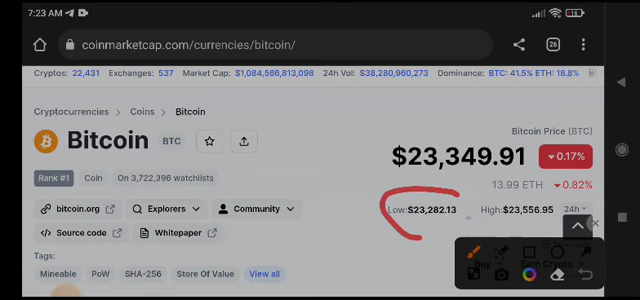 7:23 AM
16
coinmarketcap.com/currencies/bitcoin/
26
Cryptos: 22,431 Exchanges: 537 Market Cap: $1,084,566,813,098 24h Vol: $38,280,960,273 Dominance: BTC: 41.5% ETH: 18.8%
Cryptocurrencies > Coins > Bitcoin
Bitcoin BTC
Bitcoin Price (BTC)
$23,349.91 0.17%
Rank #1 Coin On 3,722,396 watchlists
13.99 ETH 0.82%
bitcoin.org Explorers Community
Low:$23,282.13 High:$23,556.95 24h
Source code Whitepaper
Tags:
Buy Earn Crypto
Mineable PoW SHA-256 Store Of Value View all